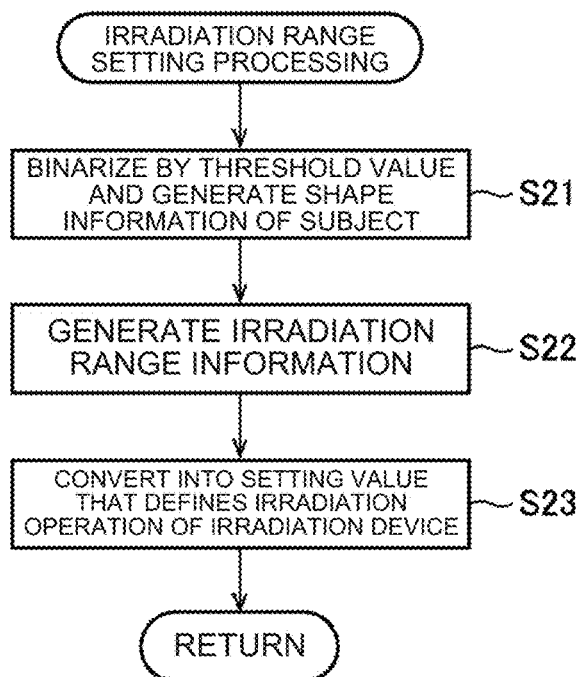 IRRADIATION RANGE
SETTING PROCESSING
BINARIZE BY THRESHOLD VALUE
AND GENERATE SHAPE
INFORMATION OF SUBJECT
S21
GENERATE IRRADIATION
RANGE INFORMATION
S22
CONVERT INTO SETTING VALUE
THAT DEFINES IRRADIATION
OPERATION OF IRRADIATION DEVICE
S23
RETURN